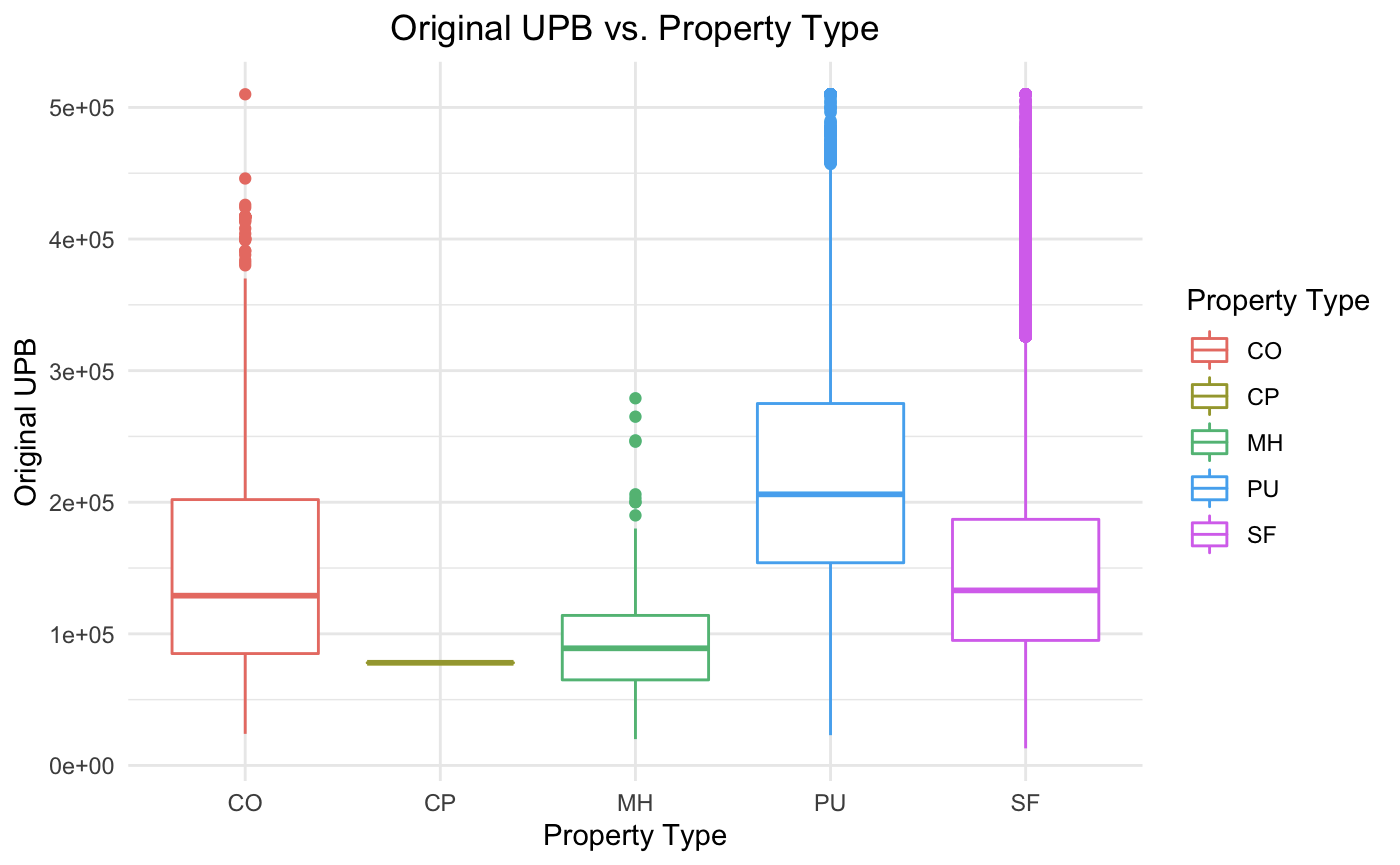 Original UPB vs. Property Type
5e+05
4e+05
3e+05
2e+05
1e+05
0e+00
Original UPB
CO CP MH PU SF
Property Type
Property Type
CO
CP
MH
PU
SF